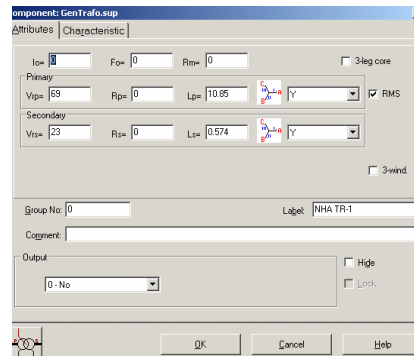 omponent: GenTrafo.sup
Attributes Characteristic
Io= 0 Fo= 0 Rm= 0 3-leg core
Primary
Vrp= 69 Rp= 0 Lp= 10.85 C A B Y RMS
Secondary
Vrs= 23 Rs= 0 Ls= 0.574 C A B Y
3-wind.
Group No: 0 Label: NHA TR-1
Comment:
Output
0 - No
Hide
Lock
OK Cancel Help